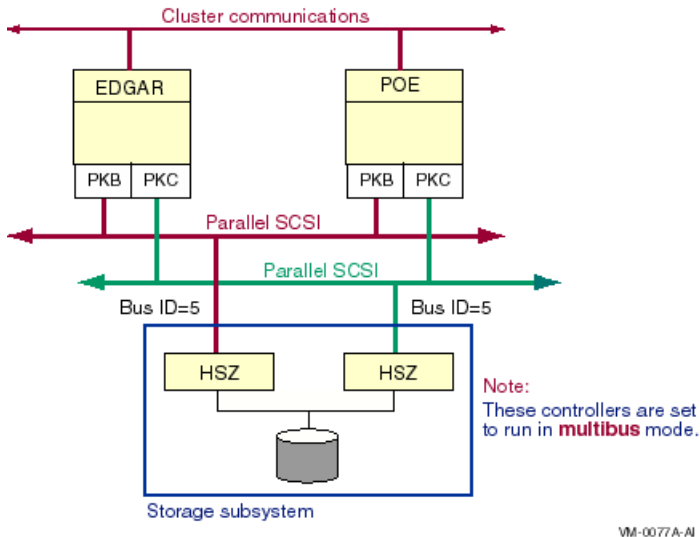 Cluster communications
EDGAR
POE
PKB PKC
PKB PKC
Parallel SCSI
Parallel SCSI
Bus ID=5
Bus ID=5
HSZ
HSZ
Note:
These controllers are set
to run in multibus mode.
Storage subsystem
VM-0077A-AI